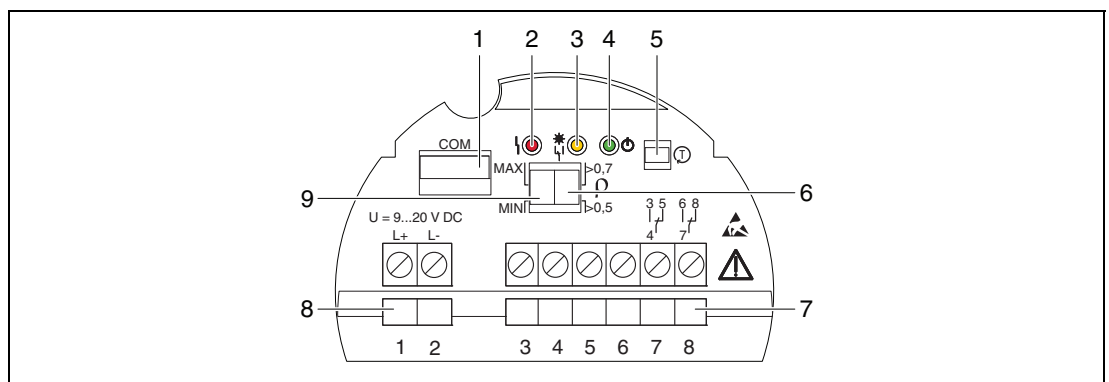 1 2 3 4 5
COM
MAX >0,7
9 6
MIN ρ >0,5
3 5 6 8
U = 9...20 V DC
L+ L-
4 7
T
8 7
1 2 3 4 5 6 7 8